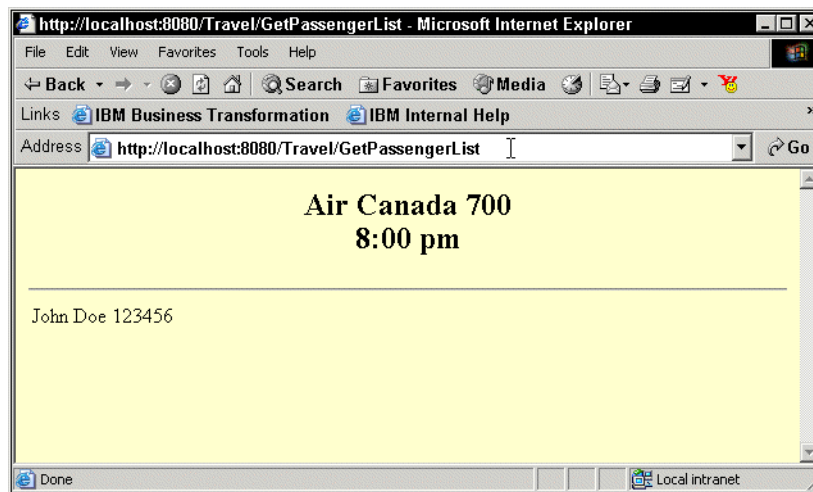 http://localhost:8080/Travel/GetPassengerList - Microsoft Internet Explorer
File Edit View Favorites Tools Help
Back Search Favorites Media
Links IBM Business Transformation IBM Internal Help
Address http://localhost:8080/Travel/GetPassengerList Go
Air Canada 700
8:00 pm
John Doe 123456
Done Local intranet